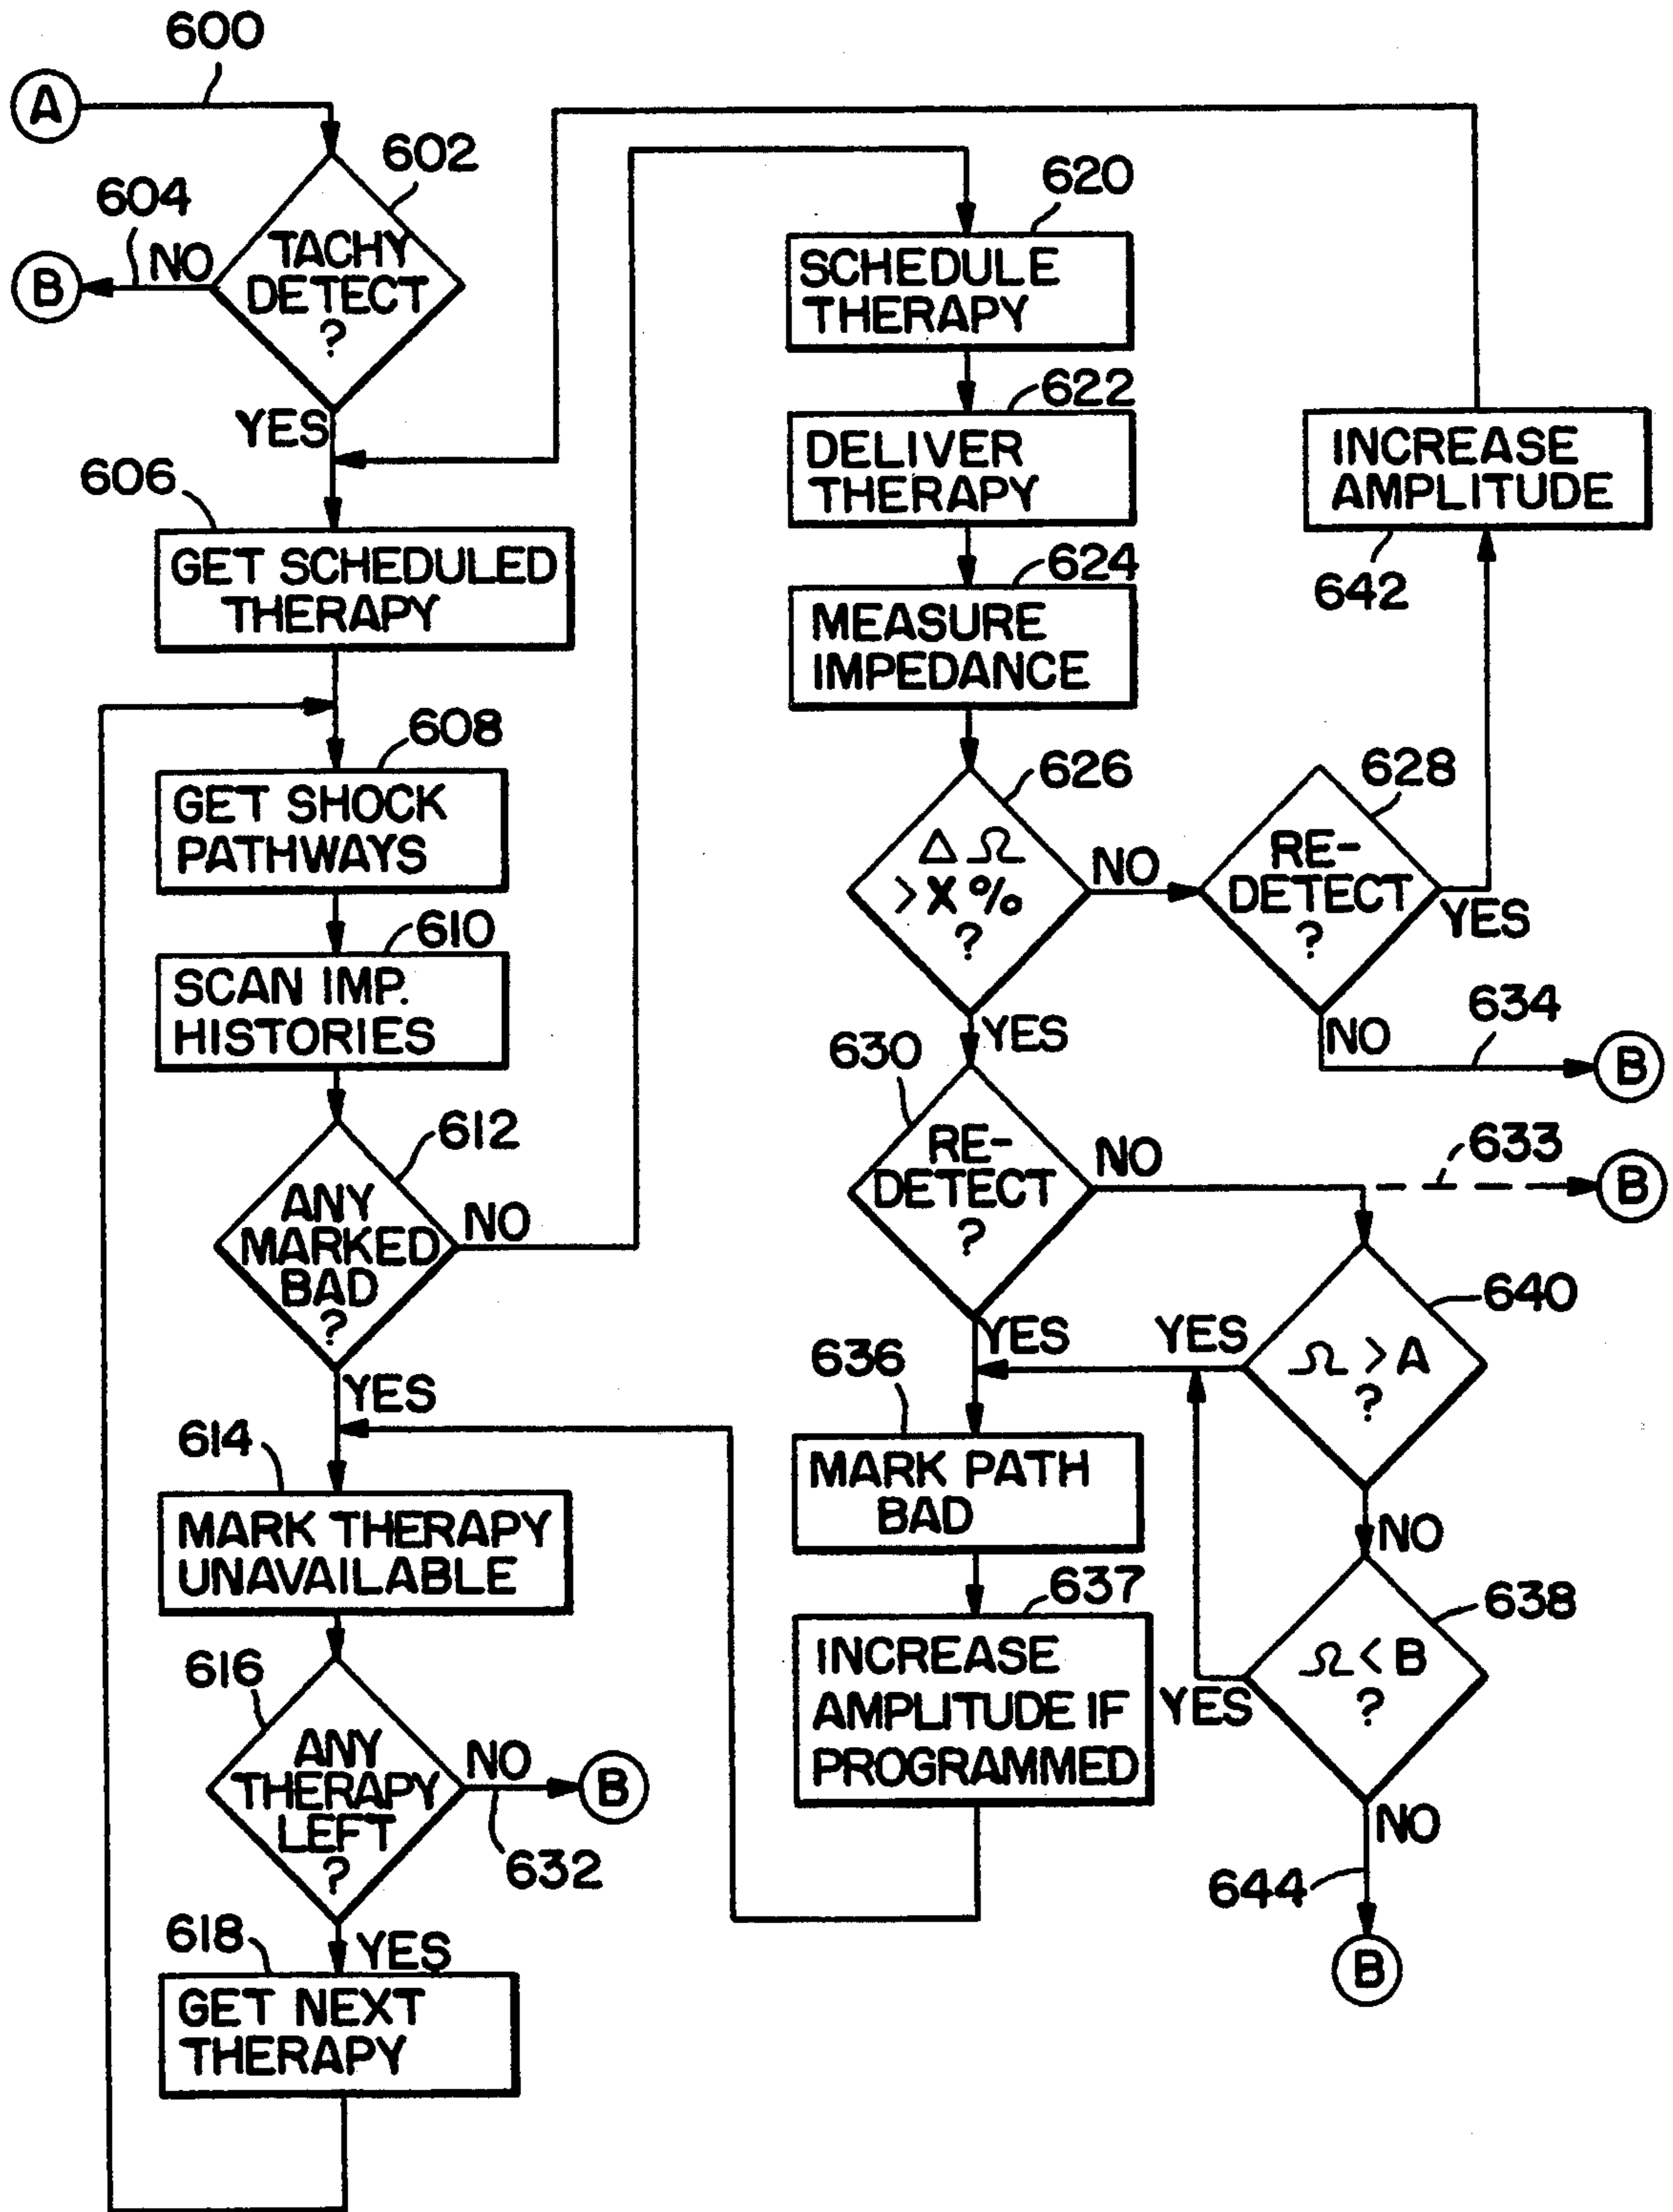 600
A
602
604
NO
B
TACHY
DETECT
?
YES
606
GET SCHEDULED
THERAPY
608
GET SHOCK
PATHWAYS
610
SCAN IMP.
HISTORIES
612
ANY
MARKED
BAD
?
NO
YES
614
MARK THERAPY
UNAVAILABLE
616
ANY
THERAPY
LEFT
?
NO
B
632
YES
618
GET NEXT
THERAPY
620
SCHEDULE
THERAPY
622
DELIVER
THERAPY
624
MEASURE
IMPEDANCE
626
Δ Ω
> X %
?
NO
YES
628
RE-
DETECT
?
YES
NO
634
B
INCREASE
AMPLITUDE
642
630
RE-
DETECT
?
NO
633
B
YES
636
MARK PATH
BAD
637
INCREASE
AMPLITUDE IF
PROGRAMMED
640
Ω > A
?
YES
NO
638
Ω < B
?
YES
NO
644
B